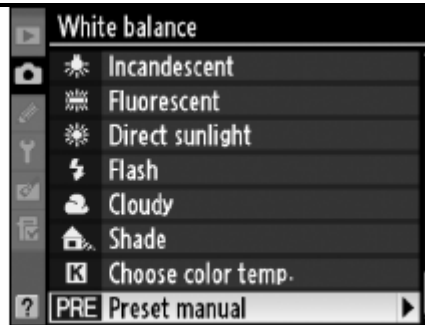 White balance
Incandescent
Fluorescent
Direct sunlight
Flash
Cloudy
Shade
K Choose color temp.
? PRE Preset manual